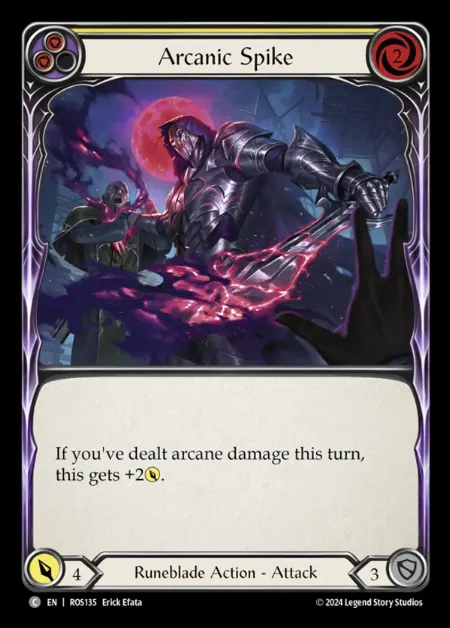 Arcanic Spike
2
If you've dealt arcane damage this turn,
this gets +2.
4
Runeblade Action - Attack
3
C EN | ROS135 Erick Efata
© 2024 Legend Story Studios